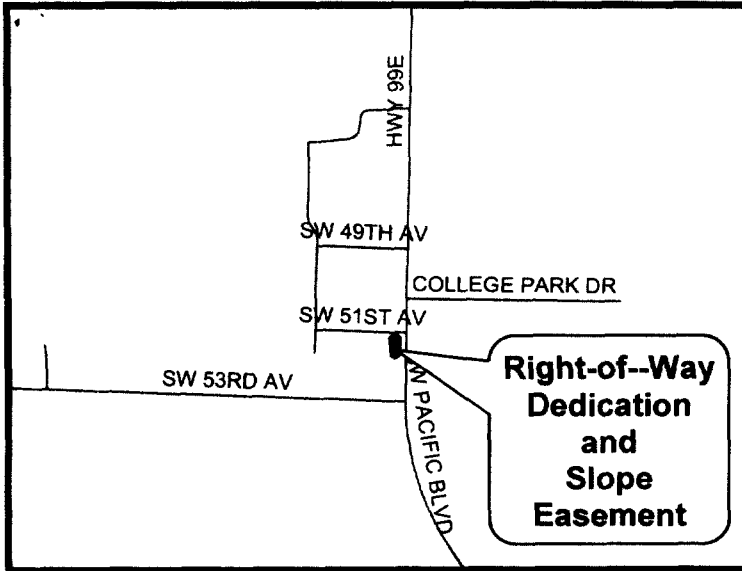 HWY 99E
SW 49TH AV
COLLEGE PARK DR
SW 51ST AV
SW 53RD AV
W PACIFIC BLVD
Right-of--Way
Dedication
and
Slope
Easement